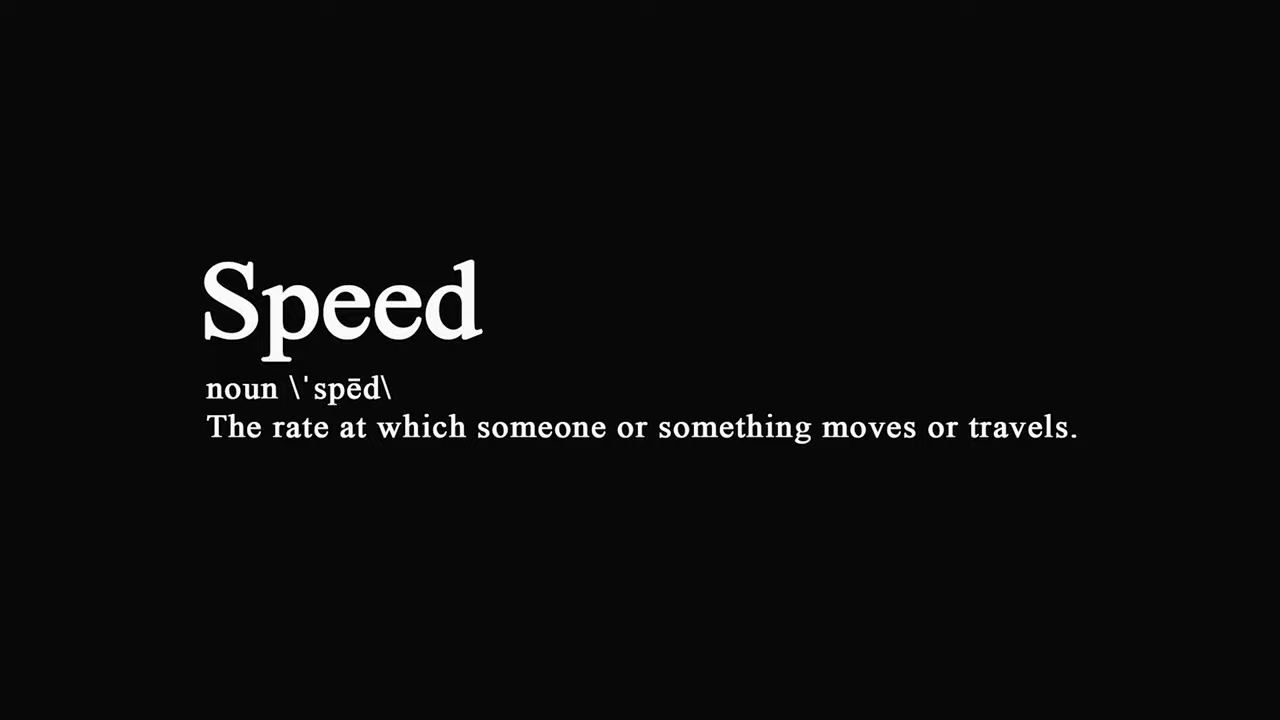 Speed
noun \ˈspēd\
The rate at which someone or something moves or travels.